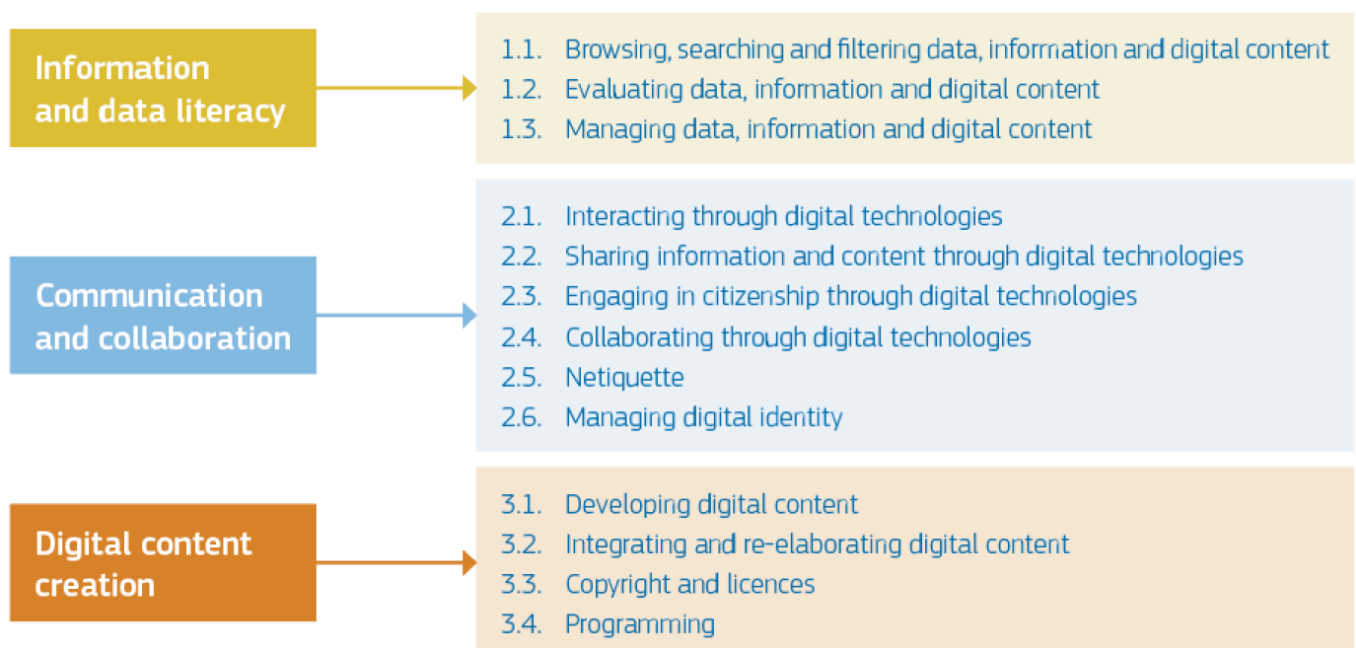 Information
and data literacy
1.1. Browsing, searching and filtering data, information and digital content
1.2. Evaluating data, information and digital content
1.3. Managing data, information and digital content
Communication
and collaboration
2.1. Interacting through digital technologies
2.2. Sharing information and content through digital technologies
2.3. Engaging in citizenship through digital technologies
2.4. Collaborating through digital technologies
2.5. Netiquette
2.6. Managing digital identity
Digital content
creation
3.1. Developing digital content
3.2. Integrating and re-elaborating digital content
3.3. Copyright and licences
3.4. Programming